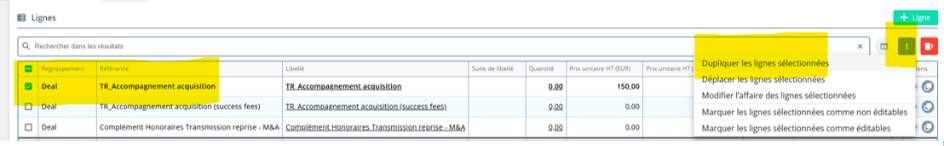 Lignes
+ Ligne
Rechercher dans les résultats
Regroupement Référence Libellé Suite de libellé Quantité Prix unitaire HT (EUR) Prix unitaire HT (
Deal TR_Accompagnement acquisition TR_Accompagnement acquisition 0,00 150,00
Deal TR_Accompagnement acquisition (success fees) TR_Accompagnement acquisition (success fees) 0,00 0,00
Deal Complément Honoraires Transmission reprise - M&A Complément Honoraires Transmission reprise - M&A 0,00 0,00
Dupliquer les lignes sélectionnées
Déplacer les lignes sélectionnées
Modifier l'affaire des lignes sélectionnées
Marquer les lignes sélectionnées comme non éditables
Marquer les lignes sélectionnées comme éditables